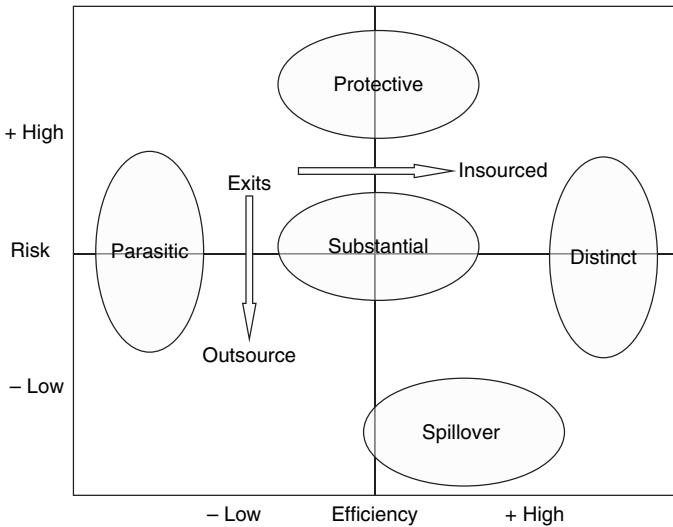 Protective
+ High
Insourced
Exits
Substantial
Risk
Parasitic
Distinct
Outsource
– Low
Spillover
– Low
Efficiency
+ High